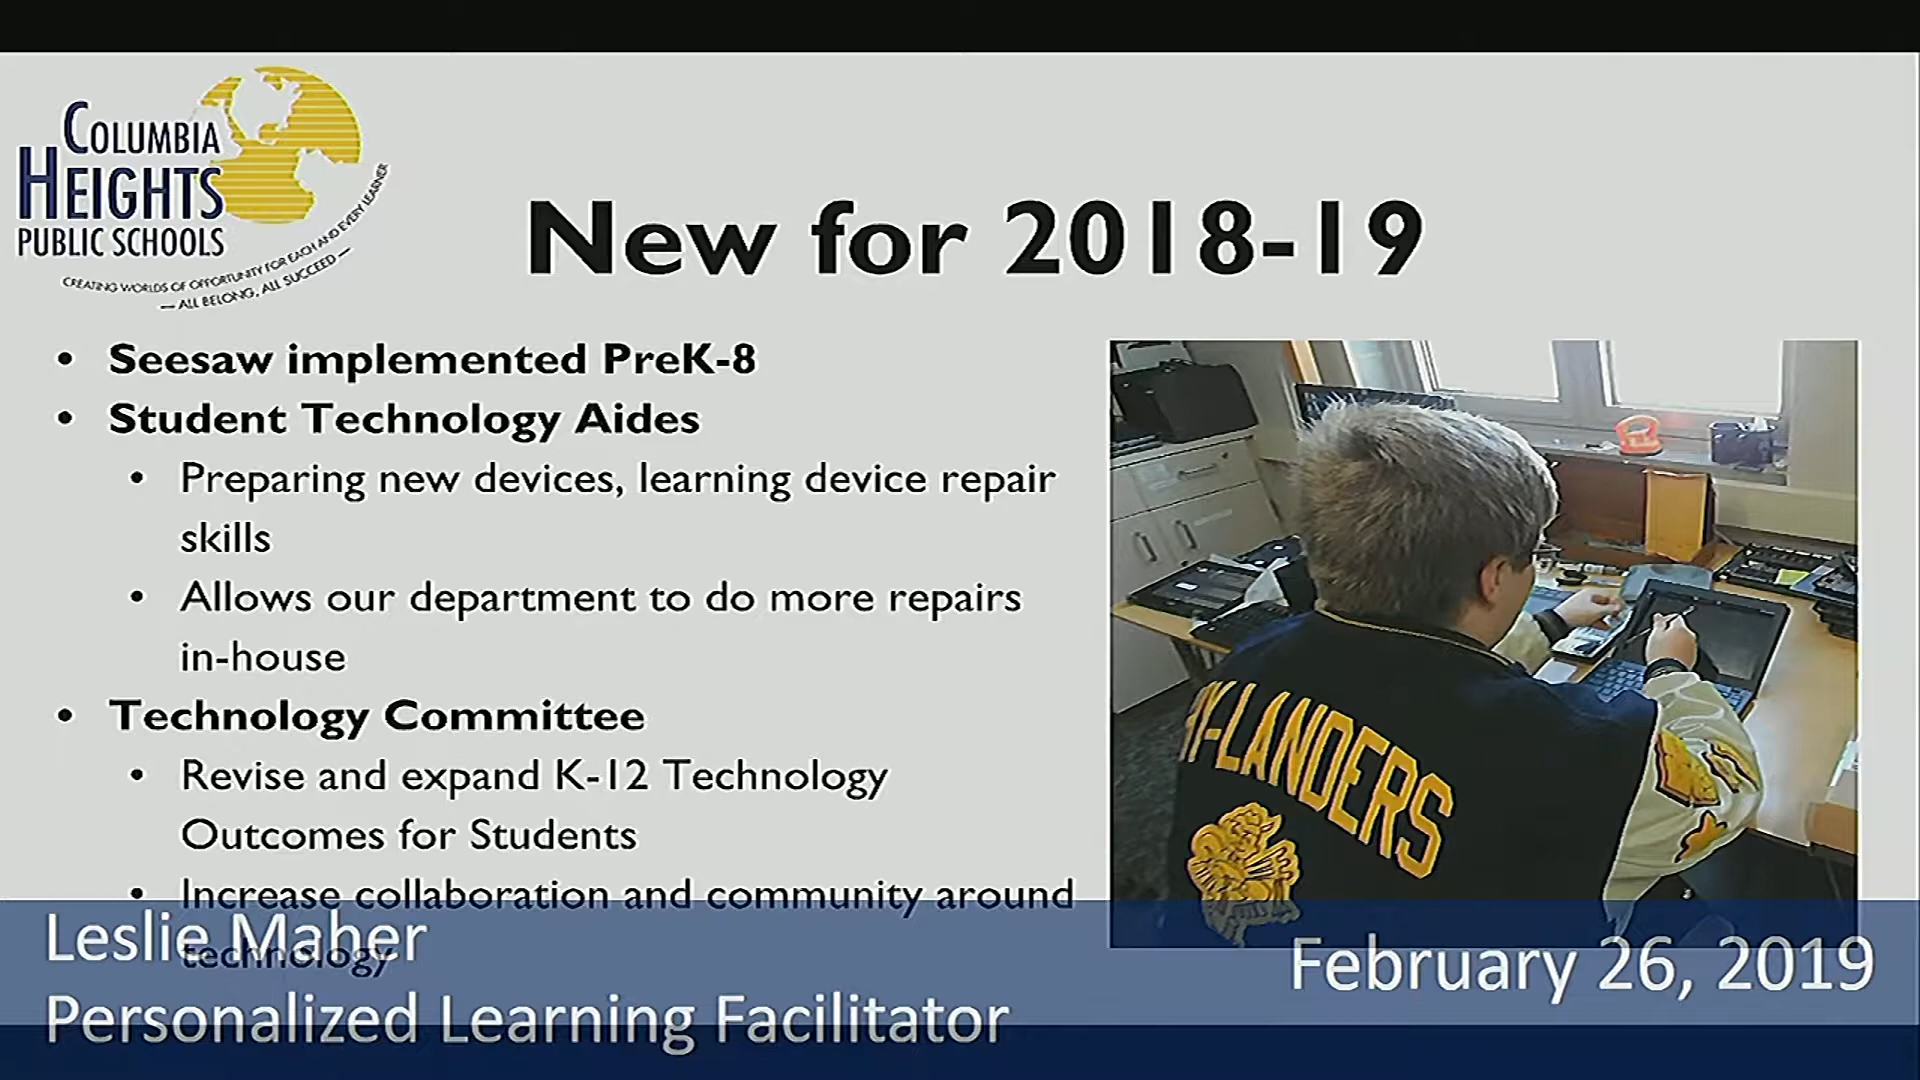 COLUMBIA
HEIGHTS
PUBLIC SCHOOLS
CREATING WORLDS OF OPPORTUNITY FOR EACH AND EVERY LEARNER
— ALL BELONG, ALL SUCCEED —
New for 2018-19
• Seesaw implemented PreK-8
• Student Technology Aides
• Preparing new devices, learning device repair
skills
• Allows our department to do more repairs
in-house
• Technology Committee
• Revise and expand K-12 Technology
Outcomes for Students
• Increase collaboration and community around
technology
Y-LANDERS
Leslie Maher
Personalized Learning Facilitator
February 26, 2019